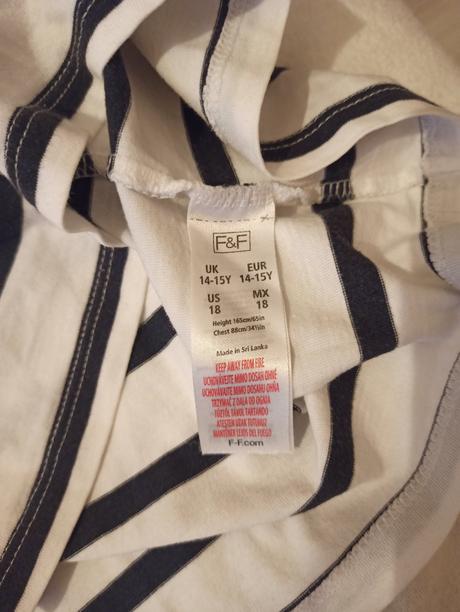 F&F
UK EUR
14-15Y 14-15Y
US MX
18 18
Height 165cm/65in
Chest 88cm/34½in
Made in Sri Lanka
KEEP AWAY FROM FIRE
UCHOVÁVEJTE MIMO DOSAH OHNĚ
UCHOVÁVAJTE MIMO DOSAHU OHŇA
TRZYMAĆ Z DALA OD OGNIA
TŰZTŐL TÁVOL TARTANDÓ
ATEŞTEN UZAK TUTUNUZ
MANTENER LEJOS DEL FUEGO
F-F.com